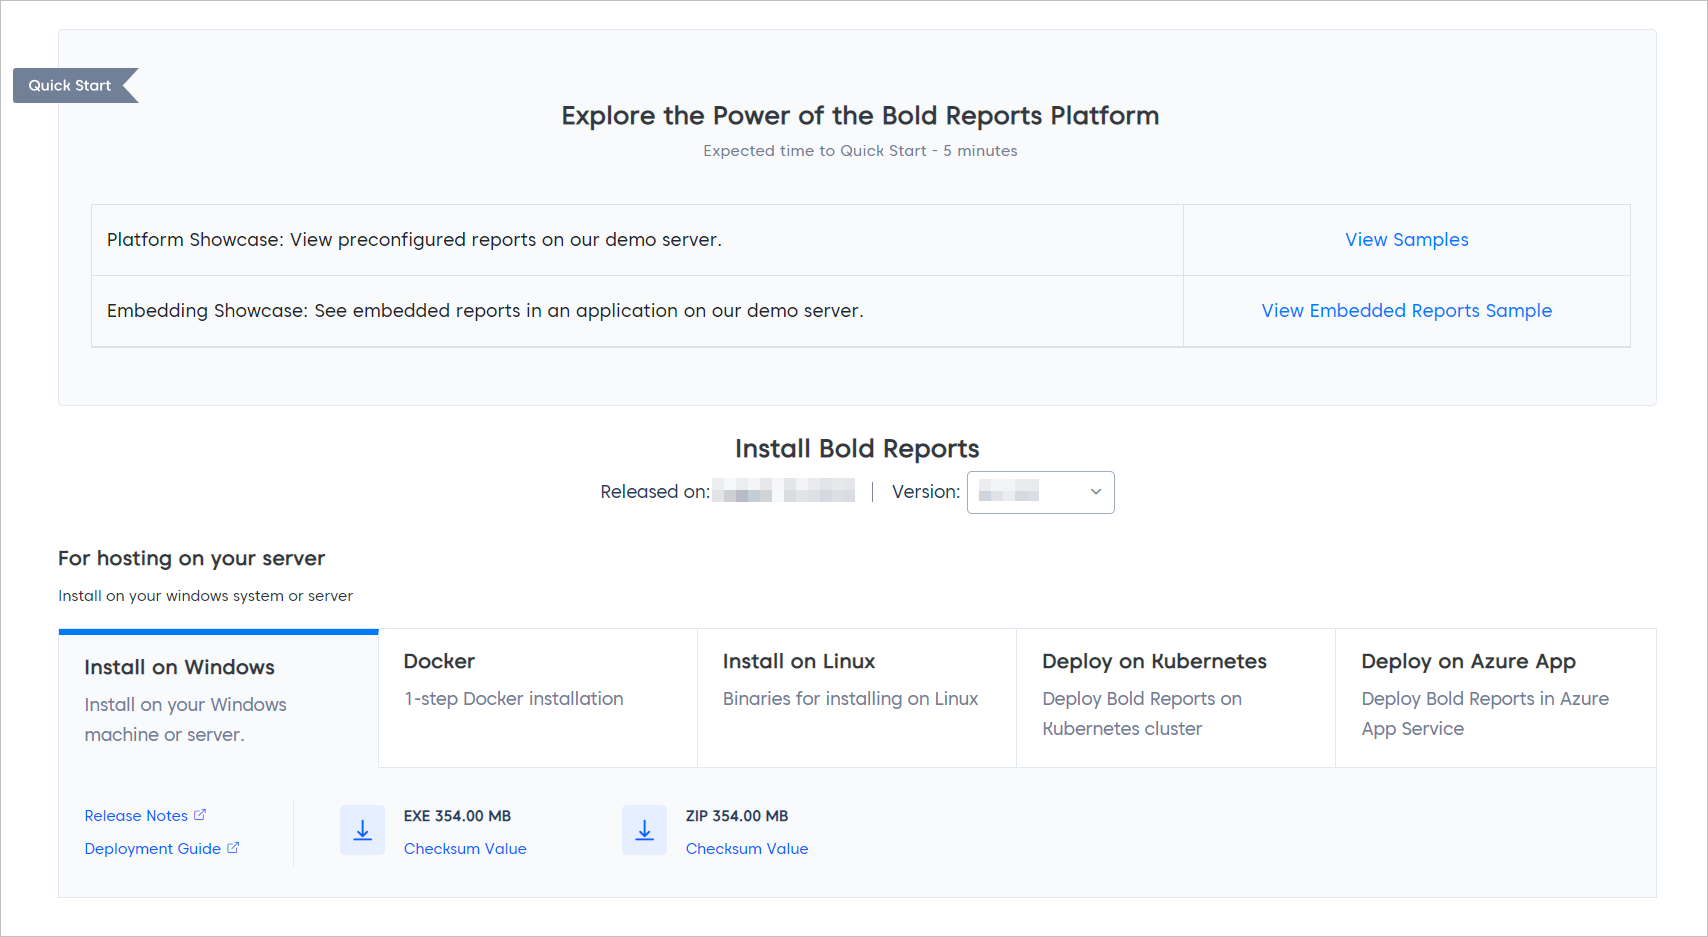 Quick Start
Explore the Power of the Bold Reports Platform
Expected time to Quick Start - 5 minutes
Platform Showcase: View preconfigured reports on our demo server.
View Samples
Embedding Showcase: See embedded reports in an application on our demo server.
View Embedded Reports Sample
Install Bold Reports
Released on:
Version:
For hosting on your server
Install on your windows system or server
Install on Windows
Install on your Windows
machine or server.
Docker
1-step Docker installation
Install on Linux
Binaries for installing on Linux
Deploy on Kubernetes
Deploy Bold Reports on
Kubernetes cluster
Deploy on Azure App
Deploy Bold Reports in Azure
App Service
Release Notes
Deployment Guide
EXE 354.00 MB
Checksum Value
ZIP 354.00 MB
Checksum Value